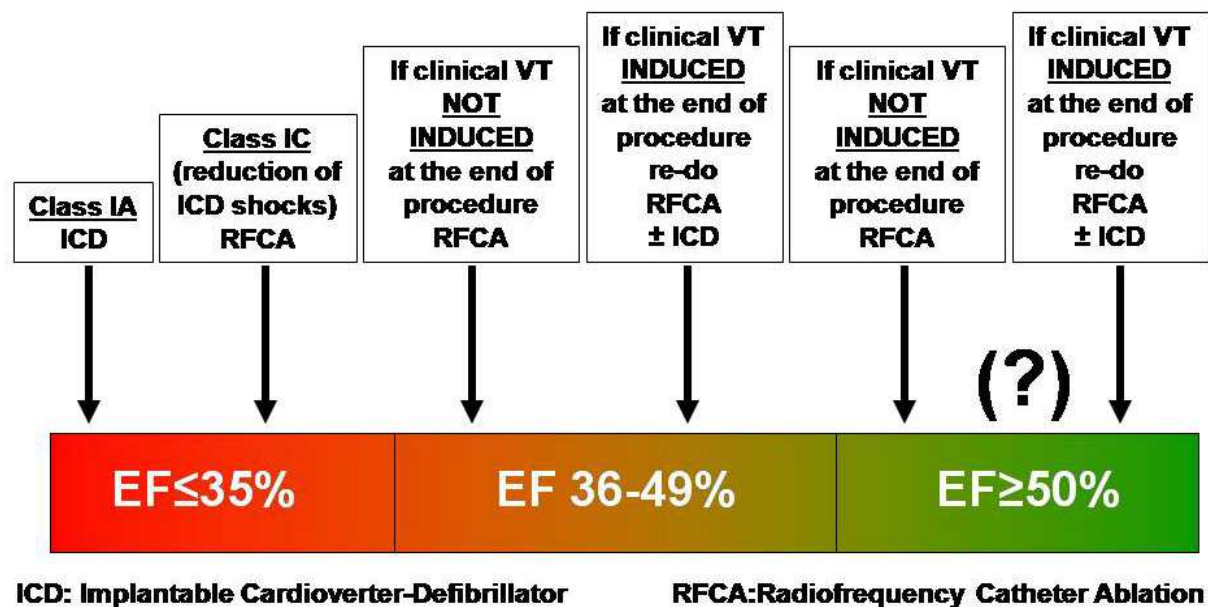 Class IA
ICD
Class IC
(reduction of
ICD shocks)
RFCA
If clinical VT
NOT
INDUCED
at the end of
procedure
RFCA
If clinical VT
INDUCED
at the end of
procedure
re-do
RFCA
± ICD
If clinical VT
NOT
INDUCED
at the end of
procedure
RFCA
If clinical VT
INDUCED
at the end of
procedure
re-do
RFCA
± ICD
(?)
EF≤35%
EF 36-49%
EF≥50%
ICD: Implantable Cardioverter-Defibrillator
RFCA:Radiofrequency Catheter Ablation